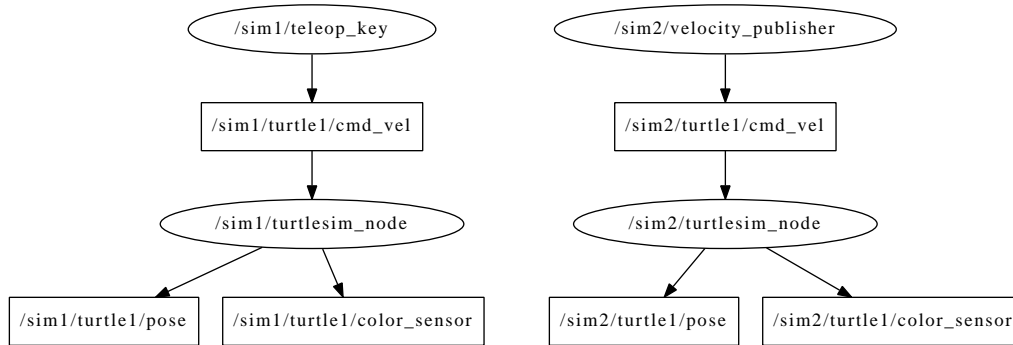 /sim1/teleop_key
/sim2/velocity_publisher
/sim1/turtle1/cmd_vel
/sim2/turtle1/cmd_vel
/sim1/turtlesim_node
/sim2/turtlesim_node
/sim1/turtle1/pose
/sim1/turtle1/color_sensor
/sim2/turtle1/pose
/sim2/turtle1/color_sensor